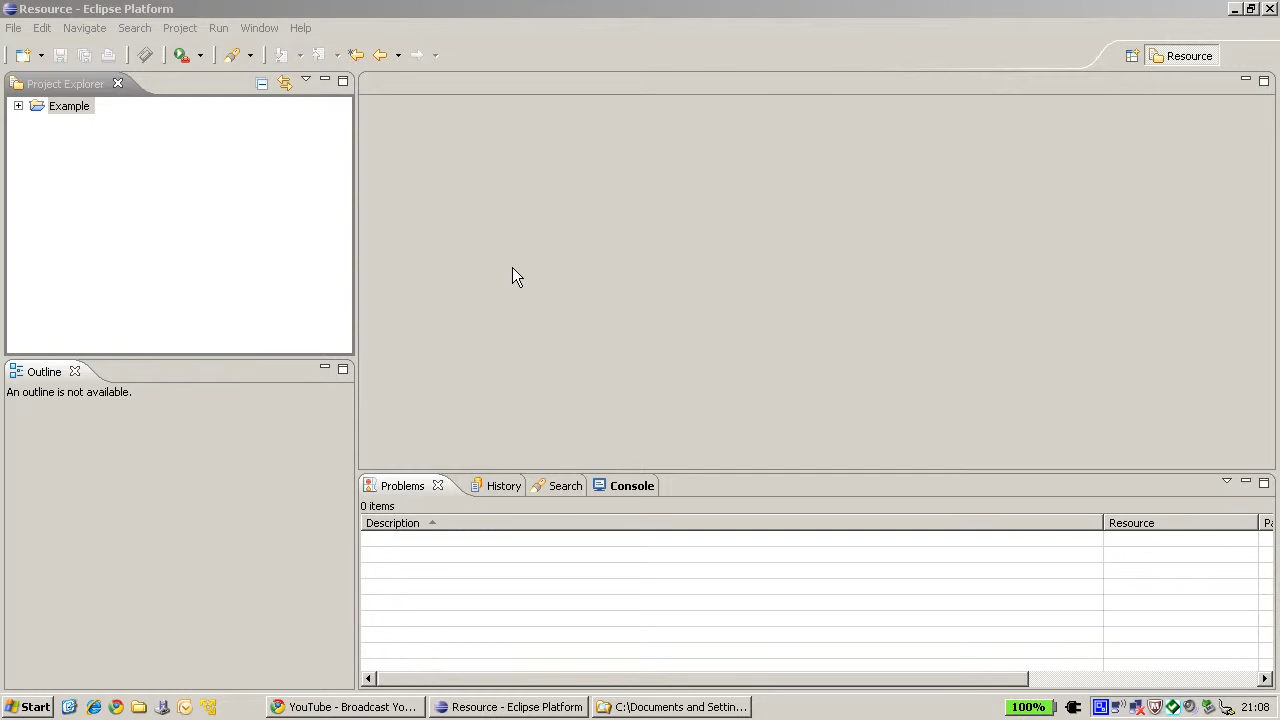 Resource - Eclipse Platform
File Edit Navigate Search Project Run Window Help
Resource
Project Explorer
Example
Outline
An outline is not available.
Problems History Search Console
0 items
Description Resource Pa
Start YouTube - Broadcast Yo... Resource - Eclipse Platform C:\Documents and Settin... 100% 21:08